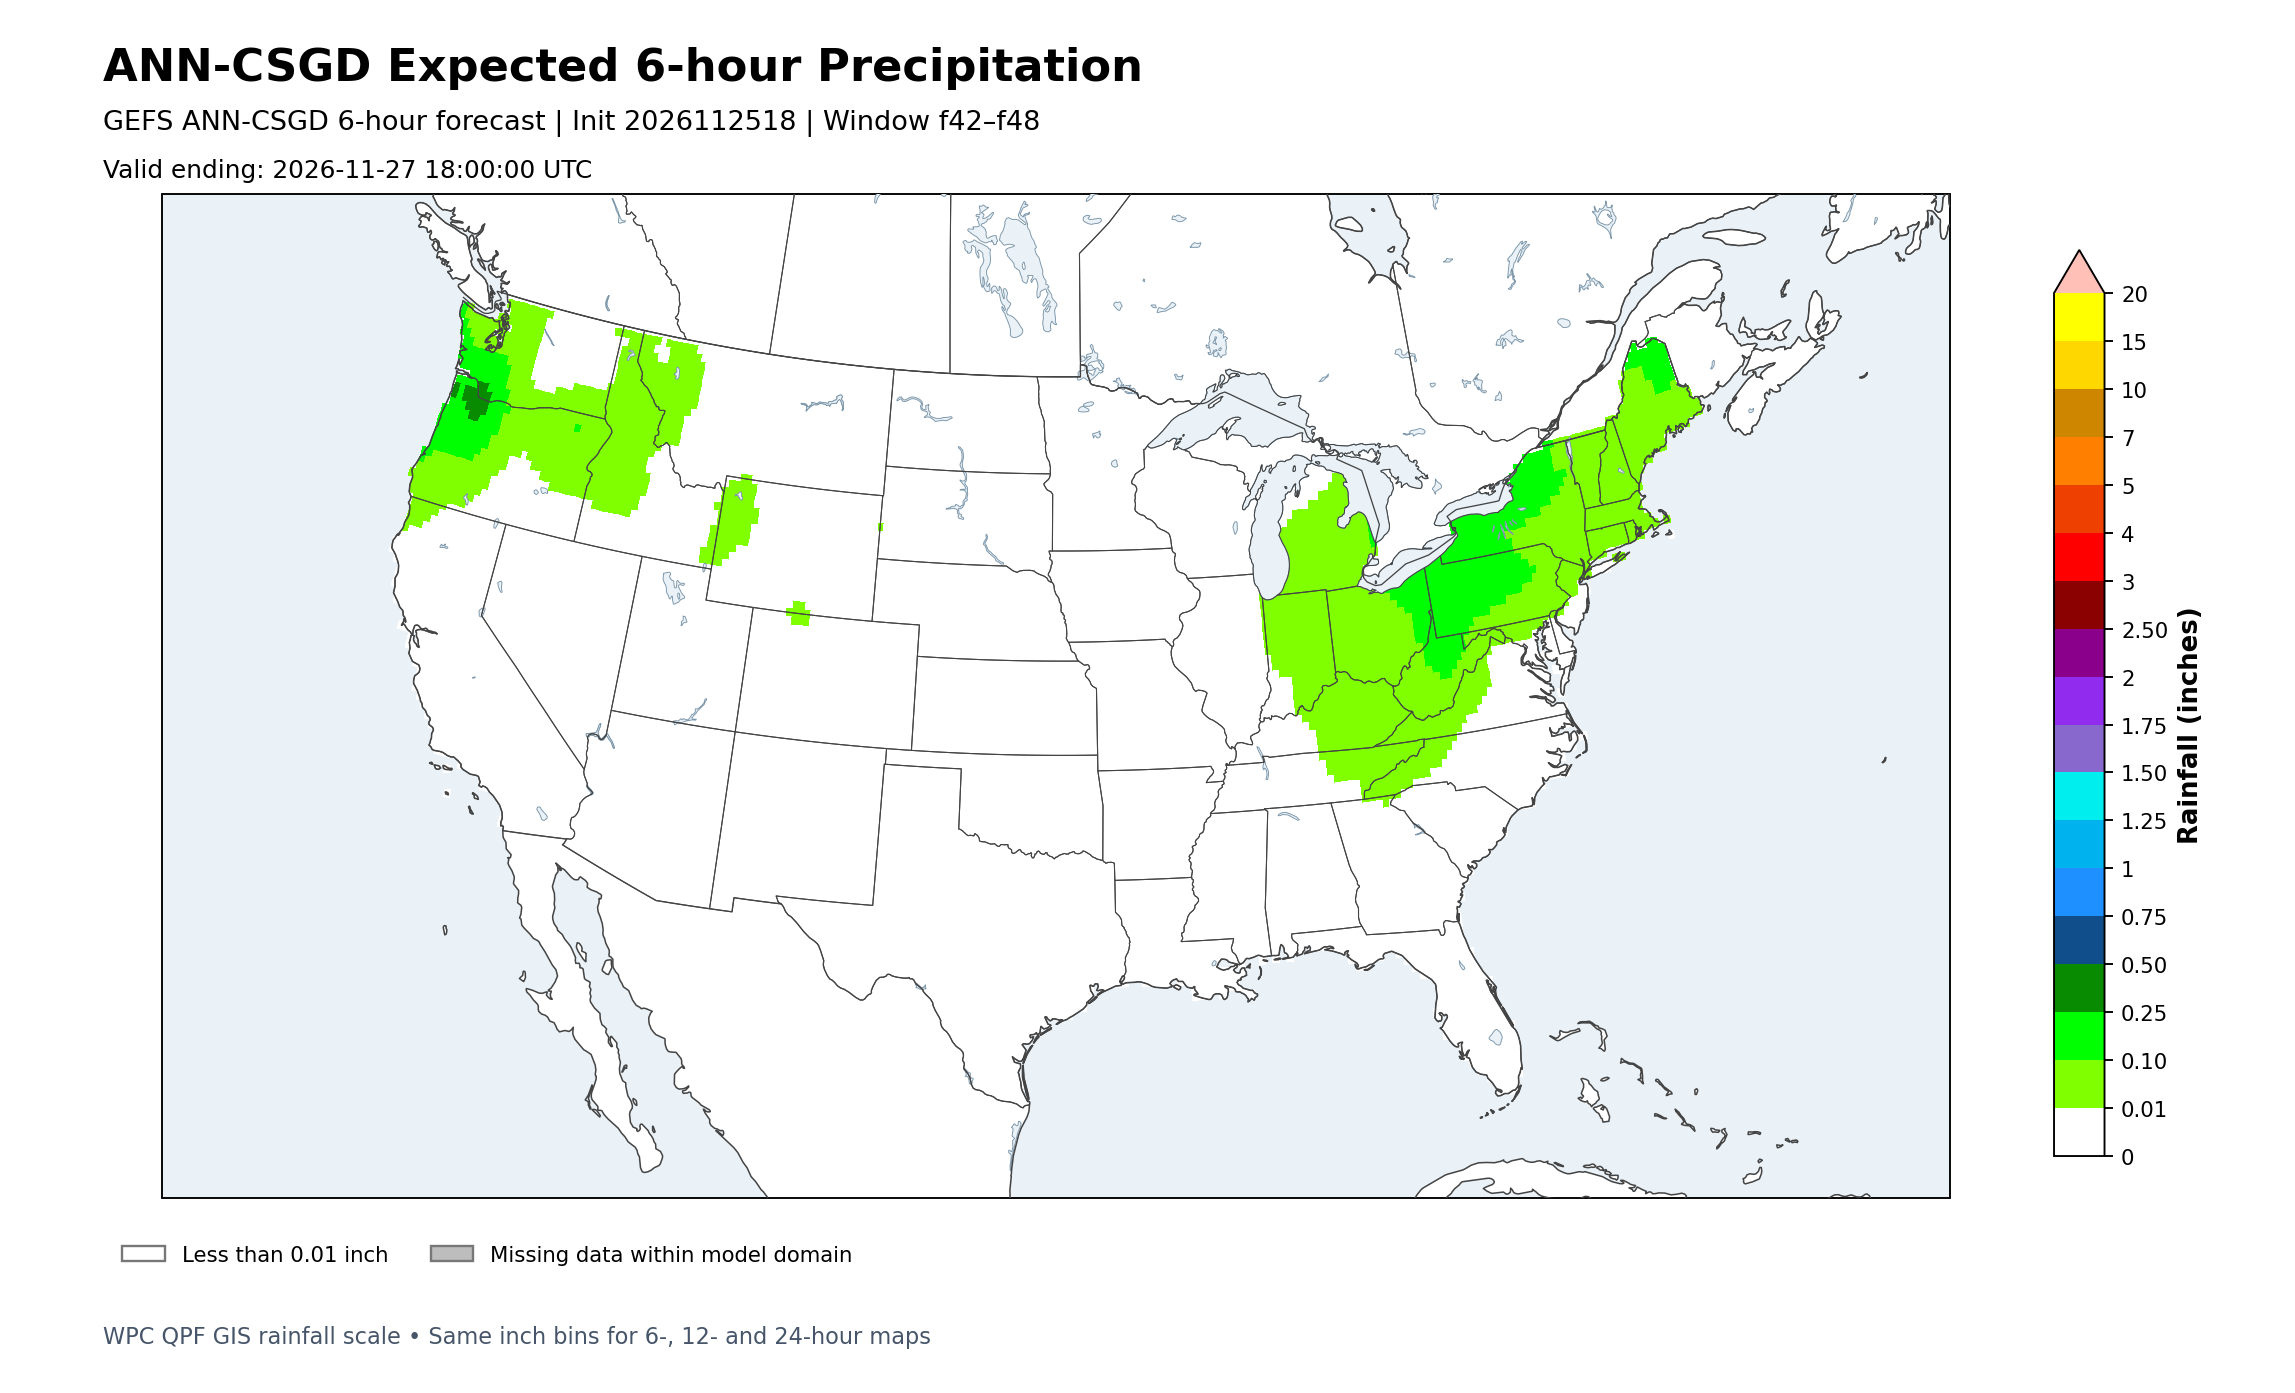 ANN-CSGD Expected 6-hour Precipitation
GEFS ANN-CSGD 6-hour forecast | Init 2026112518 | Window f42–f48
Valid ending: 2026-11-27 18:00:00 UTC
20
15
10
7
5
4
3
2.50
2
1.75
1.50
1.25
1
0.75
0.50
0.25
0.10
0.01
0
Rainfall (inches)
Less than 0.01 inch
Missing data within model domain
WPC QPF GIS rainfall scale • Same inch bins for 6-, 12- and 24-hour maps